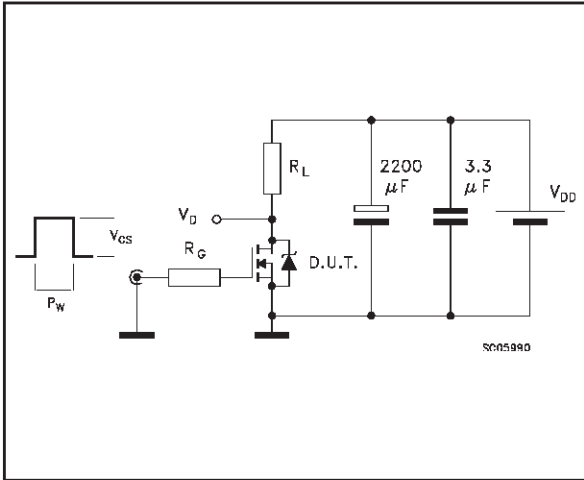 R_L
2200 μF
3.3 μF
V_DD
V_D
V_GS
R_G
D.U.T.
P_W
SC05990